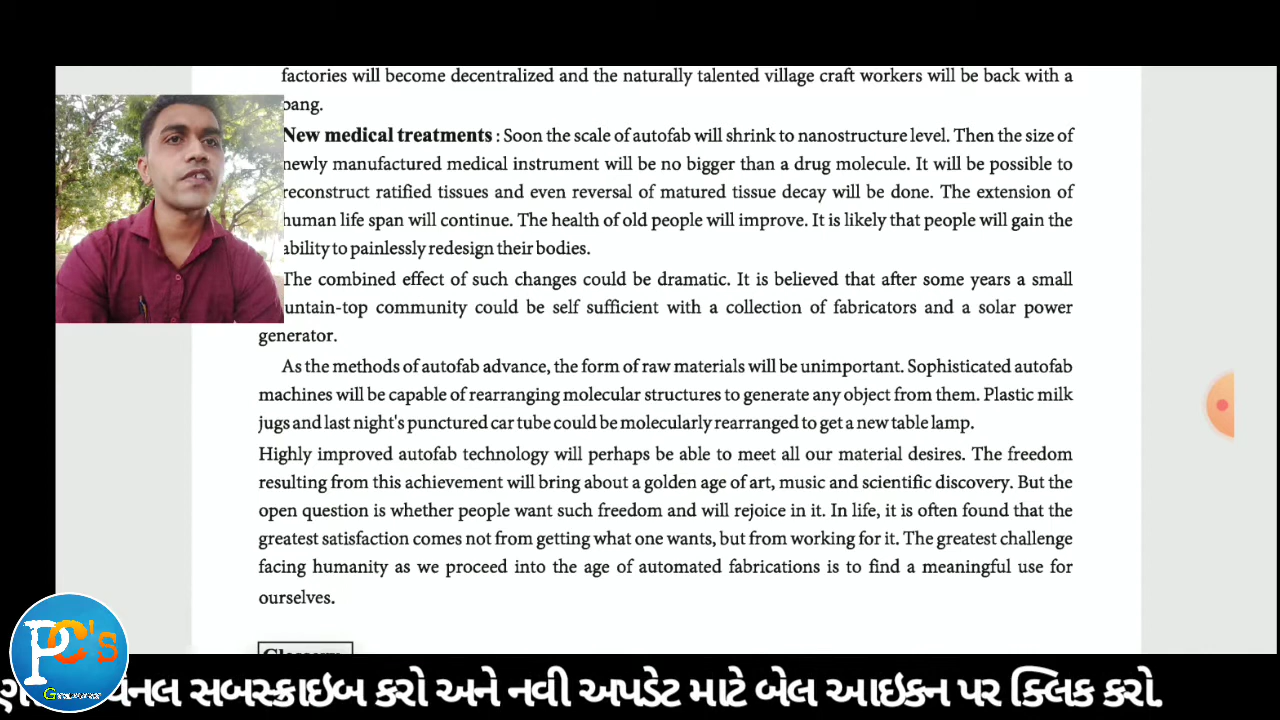 factories will become decentralized and the naturally talented village craft workers will be back with a
bang.
New medical treatments : Soon the scale of autofab will shrink to nanostructure level. Then the size of
newly manufactured medical instrument will be no bigger than a drug molecule. It will be possible to
reconstruct ratified tissues and even reversal of matured tissue decay will be done. The extension of
human life span will continue. The health of old people will improve. It is likely that people will gain the
ability to painlessly redesign their bodies.
The combined effect of such changes could be dramatic. It is believed that after some years a small
untain-top community could be self sufficient with a collection of fabricators and a solar power
generator.
As the methods of autofab advance, the form of raw materials will be unimportant. Sophisticated autofab
machines will be capable of rearranging molecular structures to generate any object from them. Plastic milk
jugs and last night's punctured car tube could be molecularly rearranged to get a new table lamp.
Highly improved autofab technology will perhaps be able to meet all our material desires. The freedom
resulting from this achievement will bring about a golden age of art, music and scientific discovery. But the
open question is whether people want such freedom and will rejoice in it. In life, it is often found that the
greatest satisfaction comes not from getting what one wants, but from working for it. The greatest challenge
facing humanity as we proceed into the age of automated fabrications is to find a meaningful use for
ourselves.
Glossary
PC's
સબસ્ક્રાઇબ કરો અને નવી અપડેટ માટે બેલ આઇકન પર ક્લિક કરો.